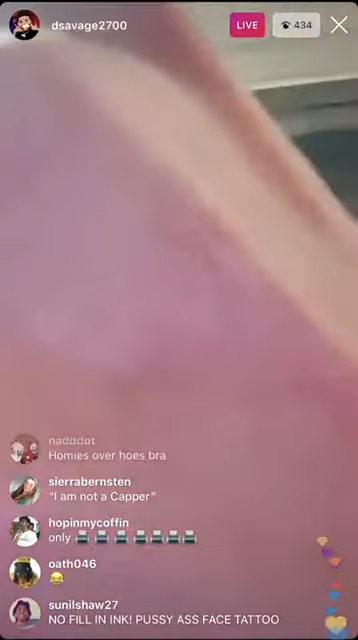 dsavage2700
LIVE
434
nadddot
Homies over hoes bra
sierrabernsten
“I am not a Capper”
hopinmycoffin
only 📠 📠 📠 📠 📠 📠 📠
oath046
😂
sunilshaw27
NO FILL IN INK! PUSSY ASS FACE TATTOO